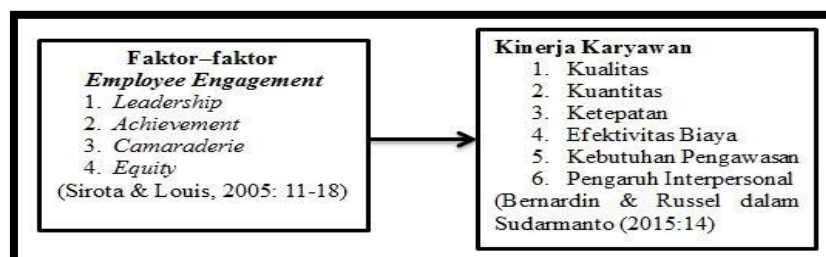 Faktor–faktor
Employee Engagement
1. Leadership
2. Achievement
3. Camaraderie
4. Equity
(Sirota & Louis, 2005: 11-18)
Kinerja Karyawan
1. Kualitas
2. Kuantitas
3. Ketepatan
4. Efektivitas Biaya
5. Kebutuhan Pengawasan
6. Pengaruh Interpersonal
(Bernardin & Russel dalam
Sudarmanto (2015:14)